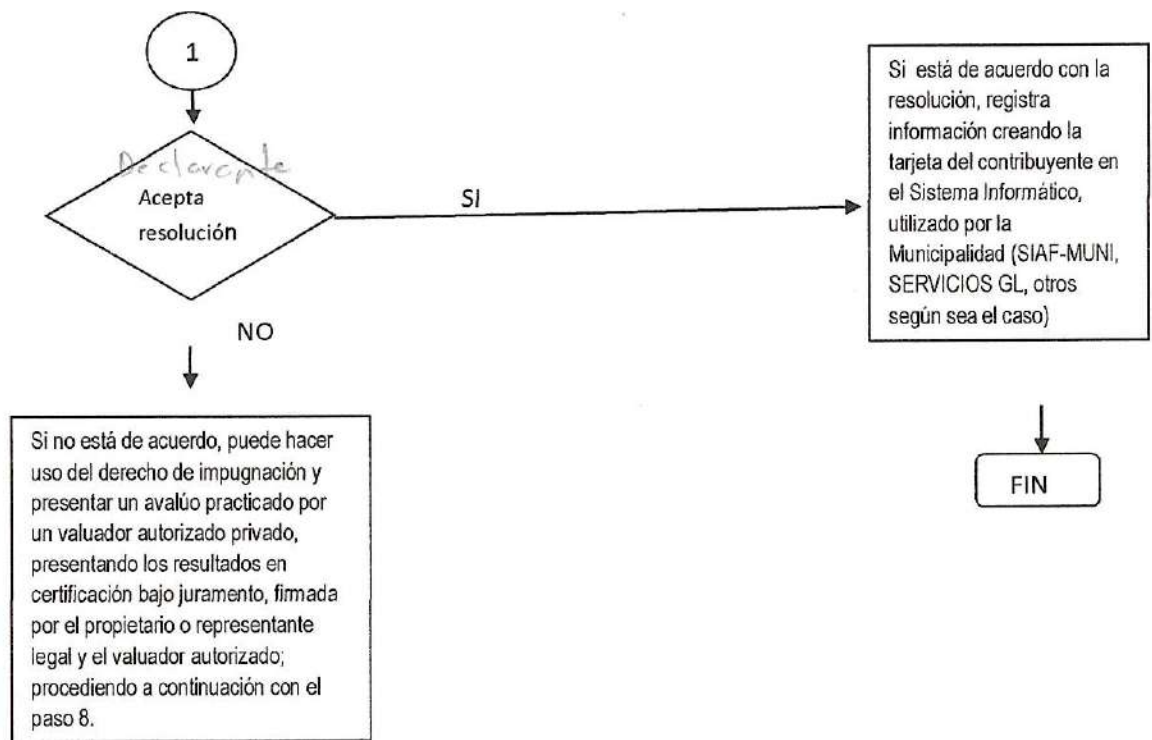 1
Declarante
Acepta
resolución
SI
NO
Si está de acuerdo con la
resolución, registra
información creando la
tarjeta del contribuyente en
el Sistema Informático,
utilizado por la
Municipalidad (SIAF-MUNI,
SERVICIOS GL, otros
según sea el caso)
FIN
Si no está de acuerdo, puede hacer
uso del derecho de impugnación y
presentar un avalúo practicado por
un valuador autorizado privado,
presentando los resultados en
certificación bajo juramento, firmada
por el propietario o representante
legal y el valuador autorizado;
procediendo a continuación con el
paso 8.